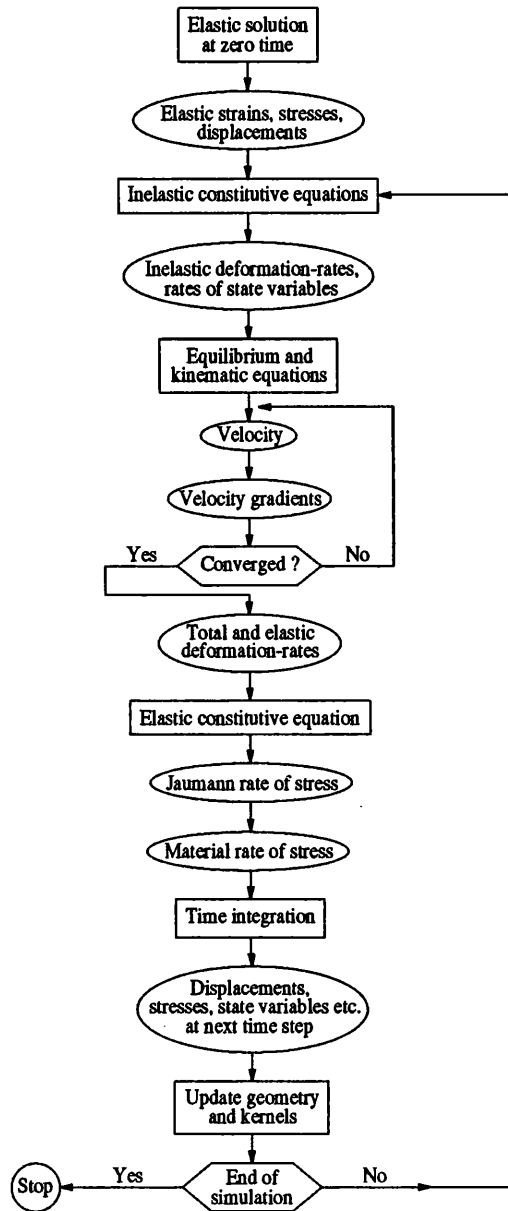 Elastic solution
at zero time
Elastic strains, stresses,
displacements
Inelastic constitutive equations
Inelastic deformation-rates,
rates of state variables
Equilibrium and
kinematic equations
Velocity
Velocity gradients
Yes
Converged ?
No
Total and elastic
deformation-rates
Elastic constitutive equation
Jaumann rate of stress
Material rate of stress
Time integration
Displacements,
stresses, state variables etc.
at next time step
Update geometry
and kernels
Stop
Yes
End of
simulation
No